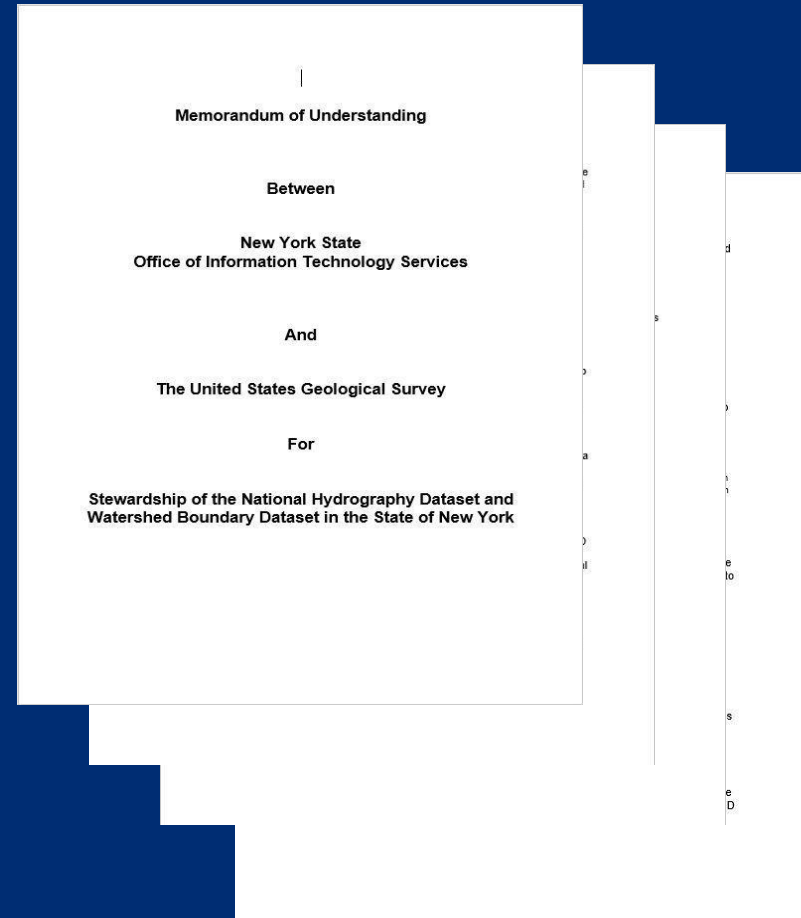 Memorandum of Understanding
Between
New York State
Office of Information Technology Services
And
The United States Geological Survey
For
Stewardship of the National Hydrography Dataset and
Watershed Boundary Dataset in the State of New York